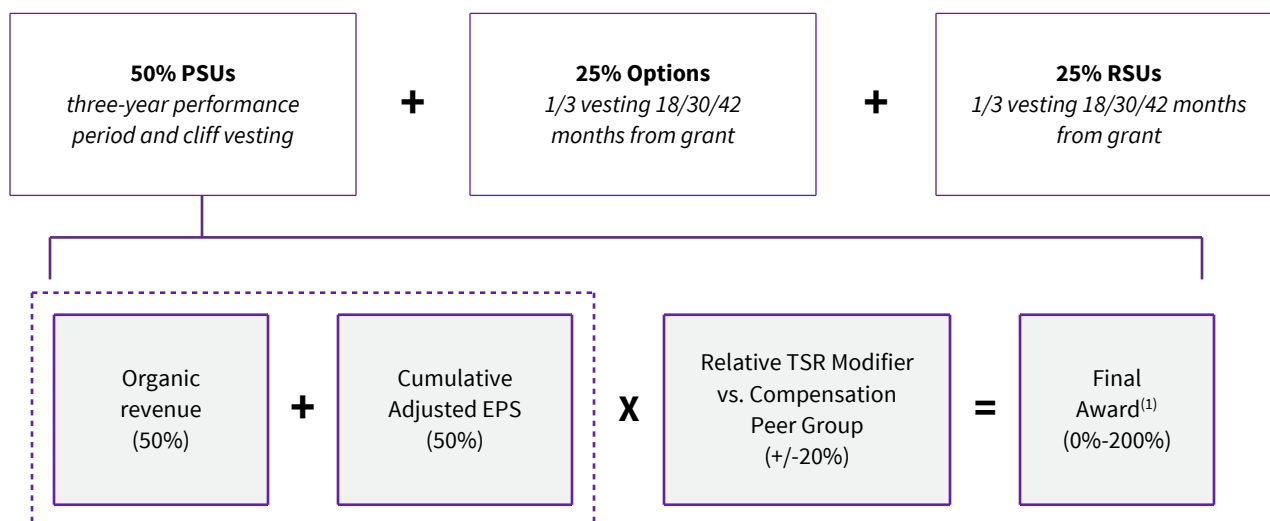 50% PSUs
three-year performance
period and cliff vesting
+
25% Options
1/3 vesting 18/30/42
months from grant
+
25% RSUs
1/3 vesting 18/30/42 months
from grant
Organic
revenue
(50%)
+
Cumulative
Adjusted EPS
(50%)
x
Relative TSR Modifier
vs. Compensation
Peer Group
(+/-20%)
=
Final
Award(1)
(0%-200%)